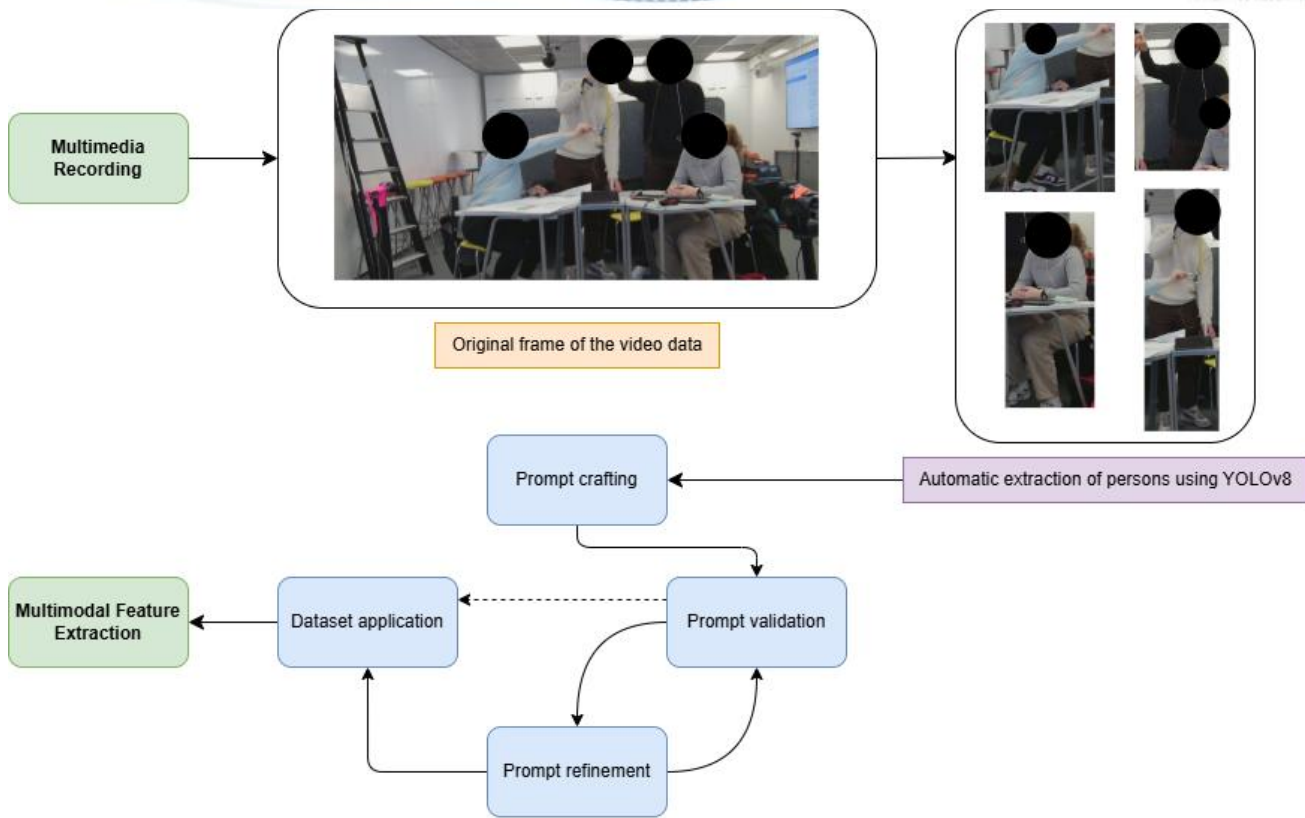 Multimedia
Recording
Original frame of the video data
Automatic extraction of persons using YOLOv8
Prompt crafting
Multimodal Feature
Extraction
Dataset application
Prompt validation
Prompt refinement